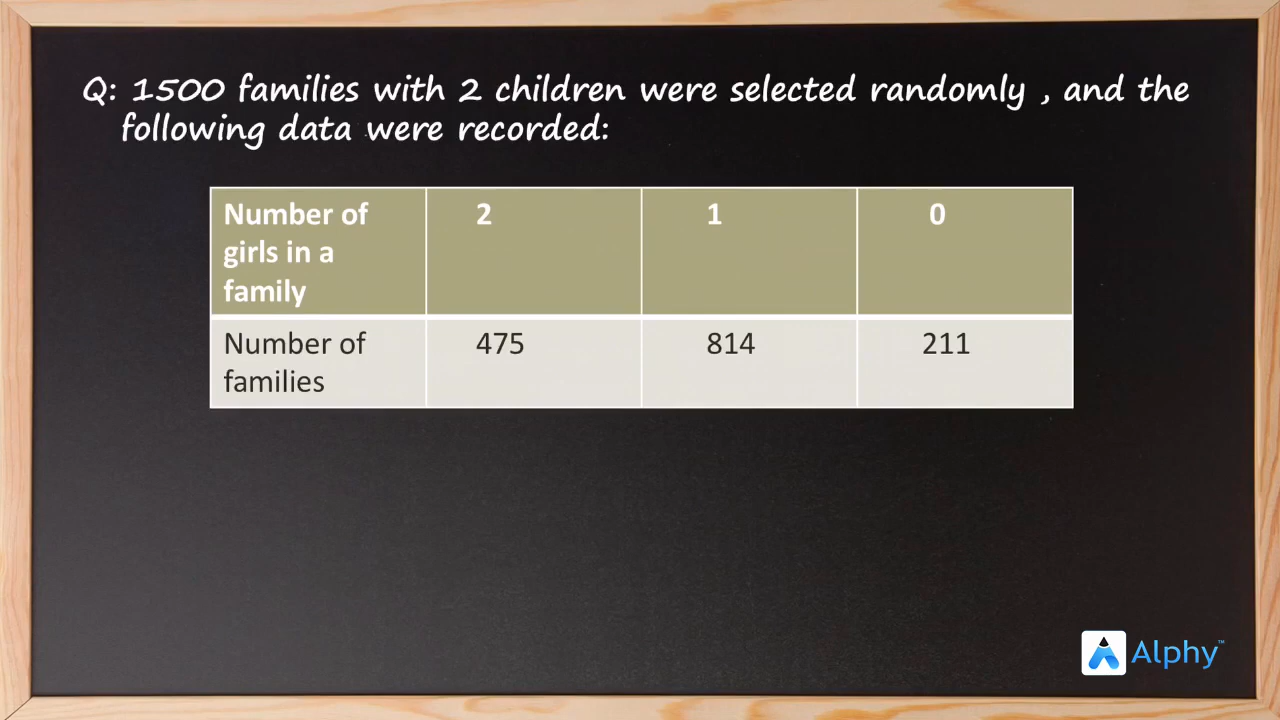 Q: 1500 families with 2 children were selected randomly , and the
following data were recorded:
Number of girls in a family 2 1 0
Number of families 475 814 211
Alphy™